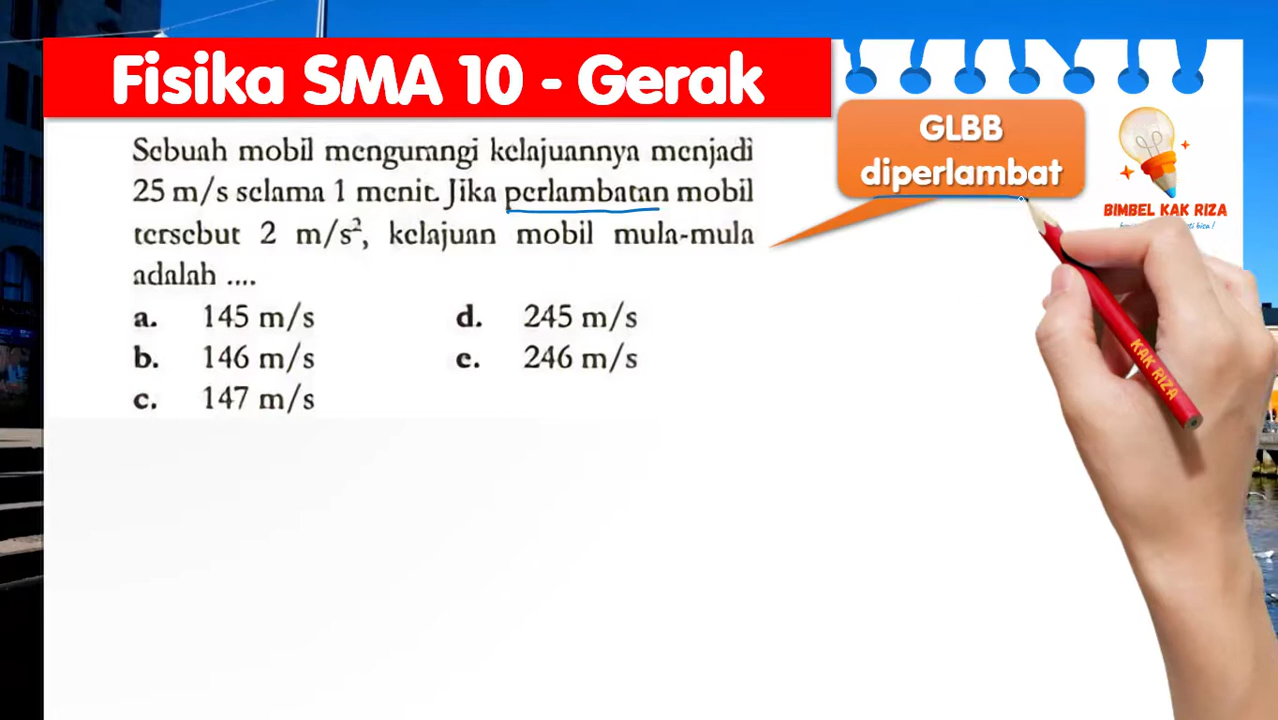 Fisika SMA 10 - Gerak
GLBB
diperlambat
BIMBEL KAK RIZA
Sebuah mobil mengurangi kelajuannya menjadi
25 m/s selama 1 menit. Jika perlambatan mobil
tersebut 2 m/s², kelajuan mobil mula-mula
adalah ....
a. 145 m/s
b. 146 m/s
c. 147 m/s
d. 245 m/s
e. 246 m/s
KAK RIZA